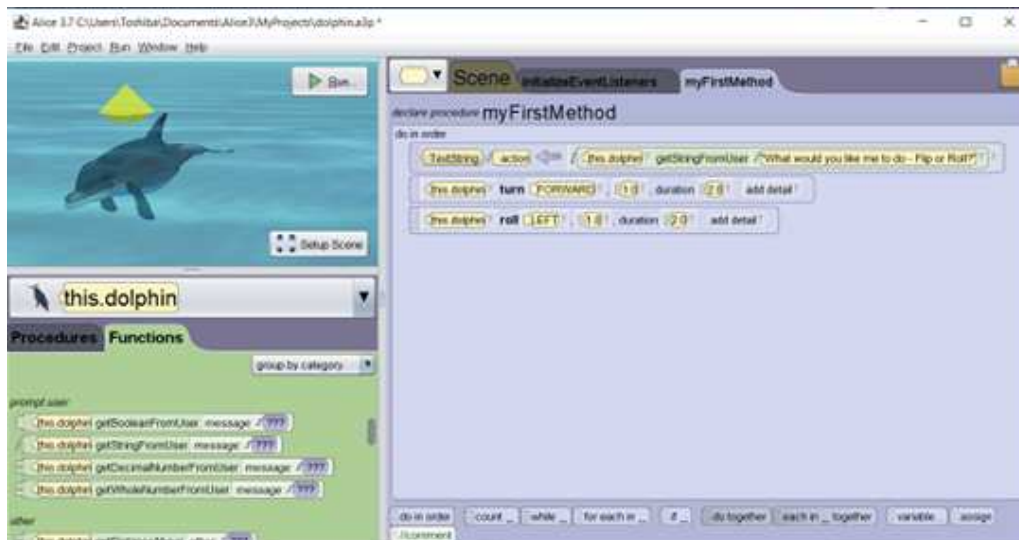 Alice 3.7 C:\Users\Toshiba\Documents\Alice3\MyProjects\dolphin.a3p *
File Edit Project Run Window Help
Run...
Setup Scene
this.dolphin
Procedures Functions
group by category
prompt user
this.dolphin getBooleanFromUser message ???
this.dolphin getStringFromUser message ???
this.dolphin getDecimalNumberFromUser message ???
this.dolphin getWholeNumberFromUser message ???
other
Scene initializeEventListeners myFirstMethod
declare procedure myFirstMethod
do in order
TextString action this.dolphin getStringFromUser "What would you like me to do - Flip or Roll?"
this.dolphin turn FORWARD , 1.0 , duration 2.0 add detail
this.dolphin roll LEFT , 1.0 , duration 2.0 add detail
do in order count _ while _ for each in _ if _ do together each in _ together variable assign
//comment